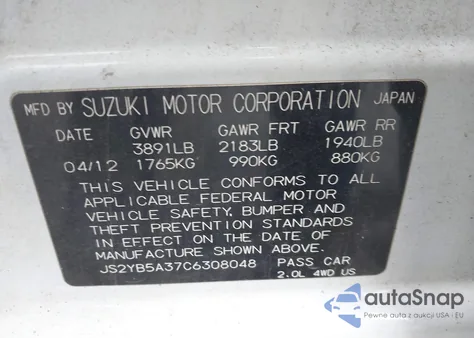 MFD BY SUZUKI MOTOR CORPORATION JAPAN
DATE GVWR GAWR FRT GAWR RR
3891LB 2183LB 1940LB
04/12 1765KG 990KG 880KG
THIS VEHICLE CONFORMS TO ALL
APPLICABLE FEDERAL MOTOR
VEHICLE SAFETY, BUMPER AND
THEFT PREVENTION STANDARDS
IN EFFECT ON THE DATE OF
MANUFACTURE SHOWN ABOVE.
JS2YB5A37C6308048 PASS CAR
2.0L 4WD US
autoSnap
Pewne auta z aukcji USA - EU